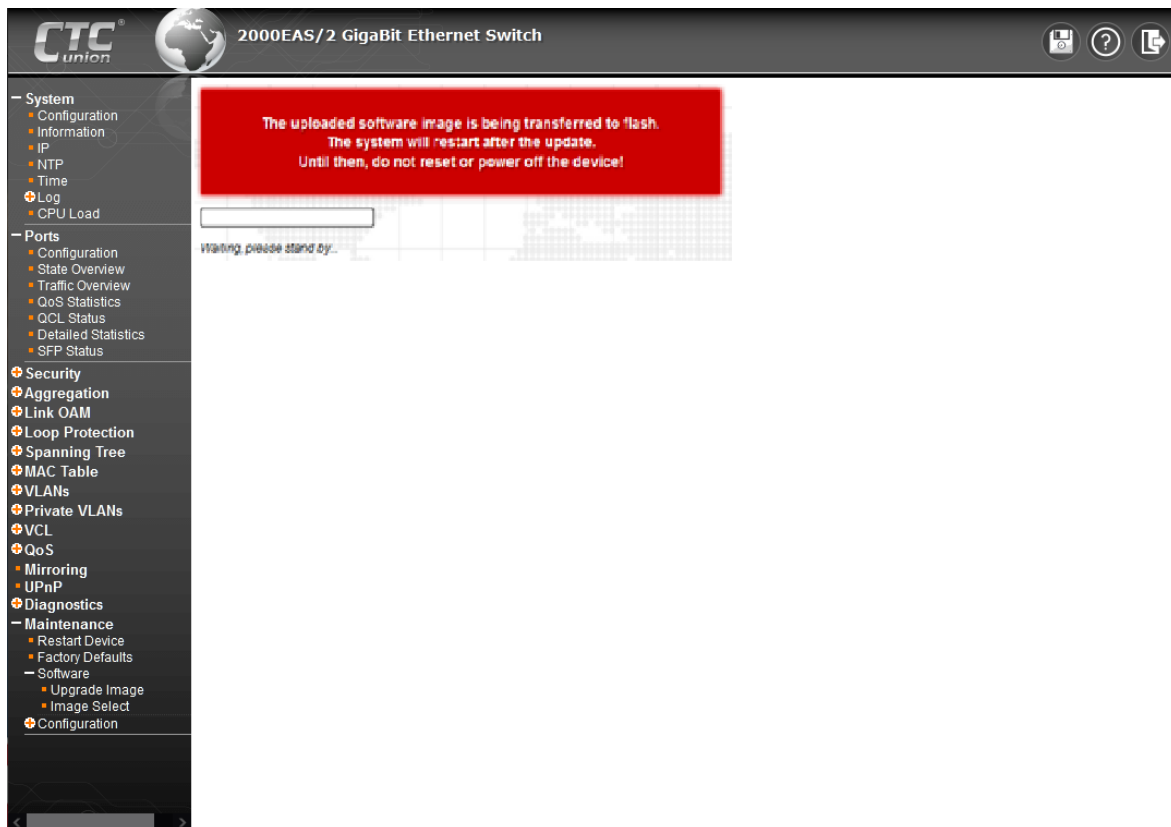 CTC®
union
2000EAS/2 GigaBit Ethernet Switch
?
System
Configuration
Information
IP
NTP
Time
Log
CPU Load
Ports
Configuration
State Overview
Traffic Overview
QoS Statistics
QCL Status
Detailed Statistics
SFP Status
Security
Aggregation
Link OAM
Loop Protection
Spanning Tree
MAC Table
VLANs
Private VLANs
VCL
QoS
Mirroring
UPnP
Diagnostics
Maintenance
Restart Device
Factory Defaults
Software
Upgrade Image
Image Select
Configuration
The uploaded software image is being transferred to flash.
The system will restart after the update.
Until then, do not reset or power off the device!
Waiting, please stand by...